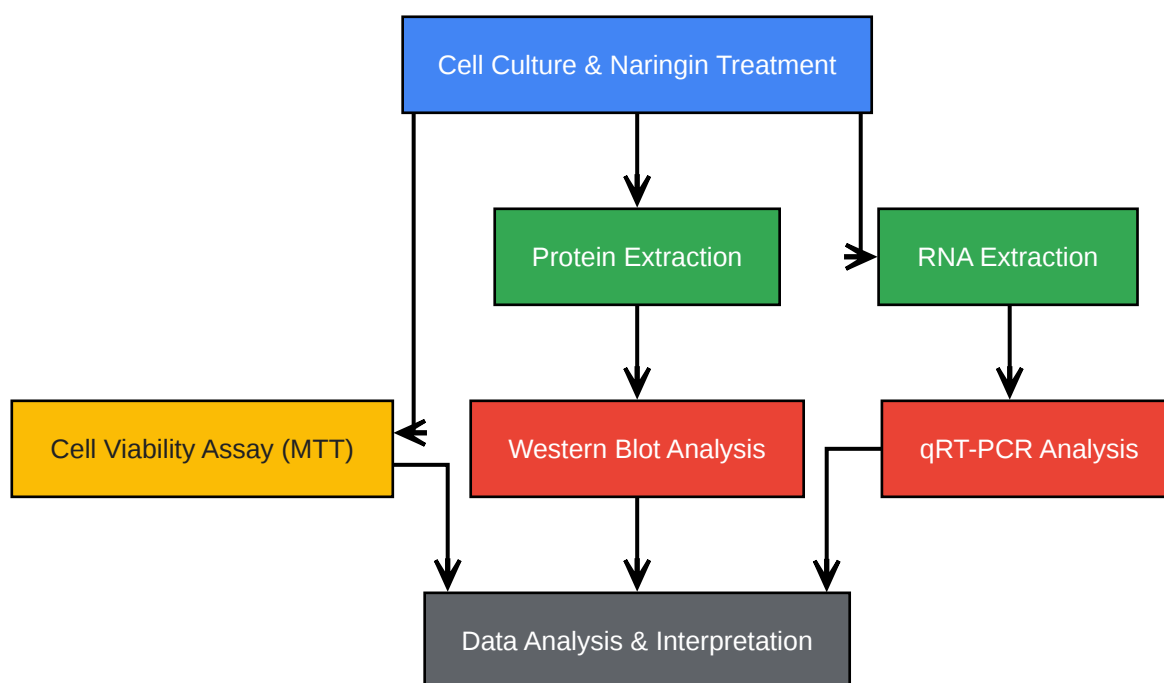 Cell Culture & Naringin Treatment
Protein Extraction
RNA Extraction
Cell Viability Assay (MTT)
Western Blot Analysis
qRT-PCR Analysis
Data Analysis & Interpretation